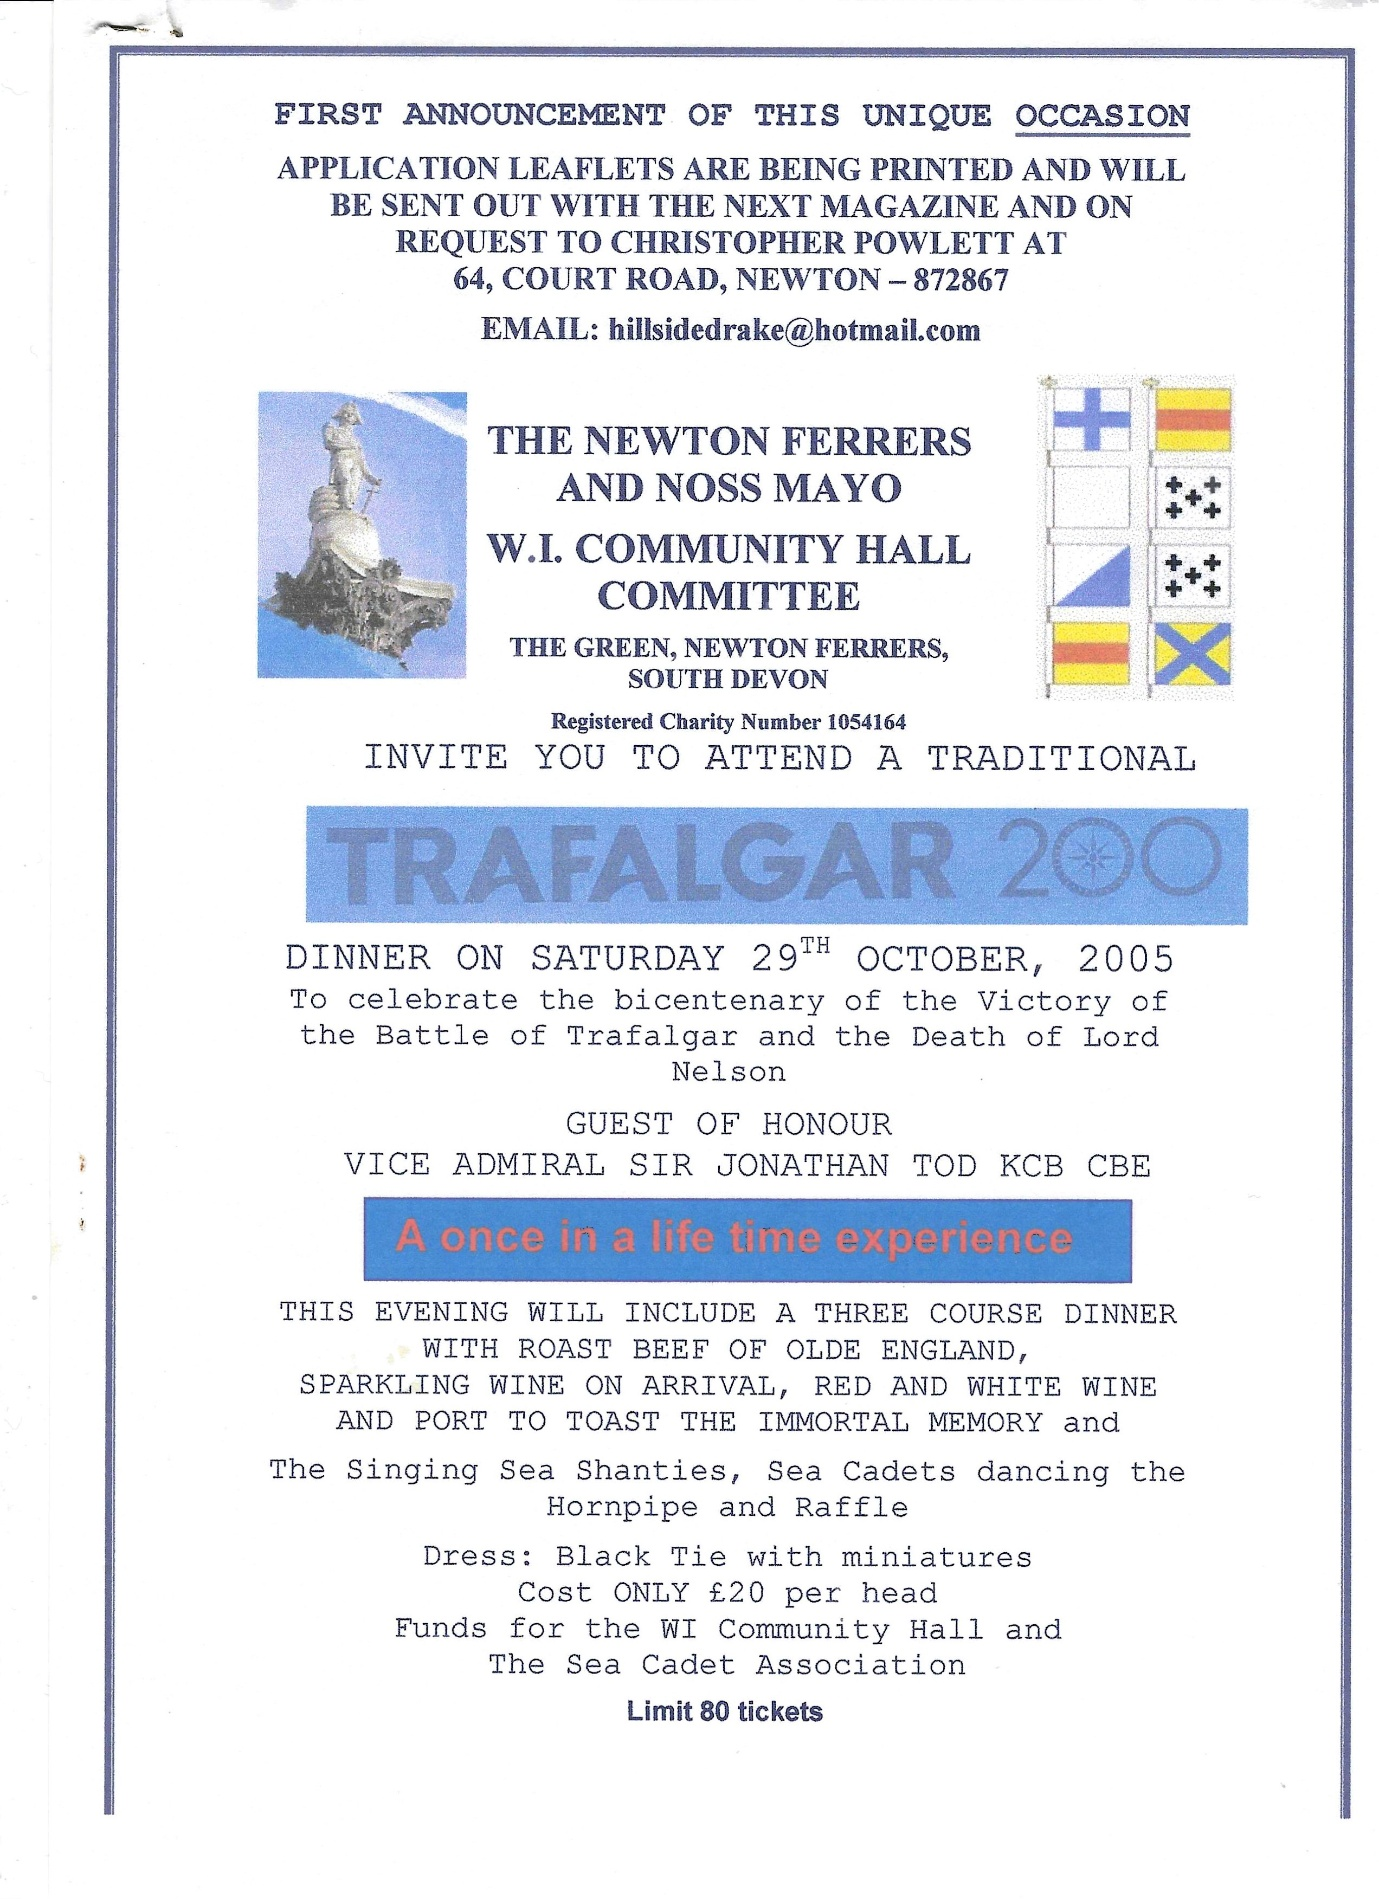 FIRST ANNOUNCEMENT OF THIS UNIQUE OCCASION
APPLICATION LEAFLETS ARE BEING PRINTED AND WILL
BE SENT OUT WITH THE NEXT MAGAZINE AND ON
REQUEST TO CHRISTOPHER POWLETT AT
64, COURT ROAD, NEWTON – 872867
EMAIL: hillsidedrake@hotmail.com
THE NEWTON FERRERS
AND NOSS MAYO
W.I. COMMUNITY HALL
COMMITTEE
THE GREEN, NEWTON FERRERS,
SOUTH DEVON
Registered Charity Number 1054164
INVITE YOU TO ATTEND A TRADITIONAL
TRAFALGAR 200
DINNER ON SATURDAY 29TH OCTOBER, 2005
To celebrate the bicentenary of the Victory of
the Battle of Trafalgar and the Death of Lord
Nelson
GUEST OF HONOUR
VICE ADMIRAL SIR JONATHAN TOD KCB CBE
A once in a life time experience
THIS EVENING WILL INCLUDE A THREE COURSE DINNER
WITH ROAST BEEF OF OLDE ENGLAND,
SPARKLING WINE ON ARRIVAL, RED AND WHITE WINE
AND PORT TO TOAST THE IMMORTAL MEMORY and
The Singing Sea Shanties, Sea Cadets dancing the
Hornpipe and Raffle
Dress: Black Tie with miniatures
Cost ONLY £20 per head
Funds for the WI Community Hall and
The Sea Cadet Association
Limit 80 tickets